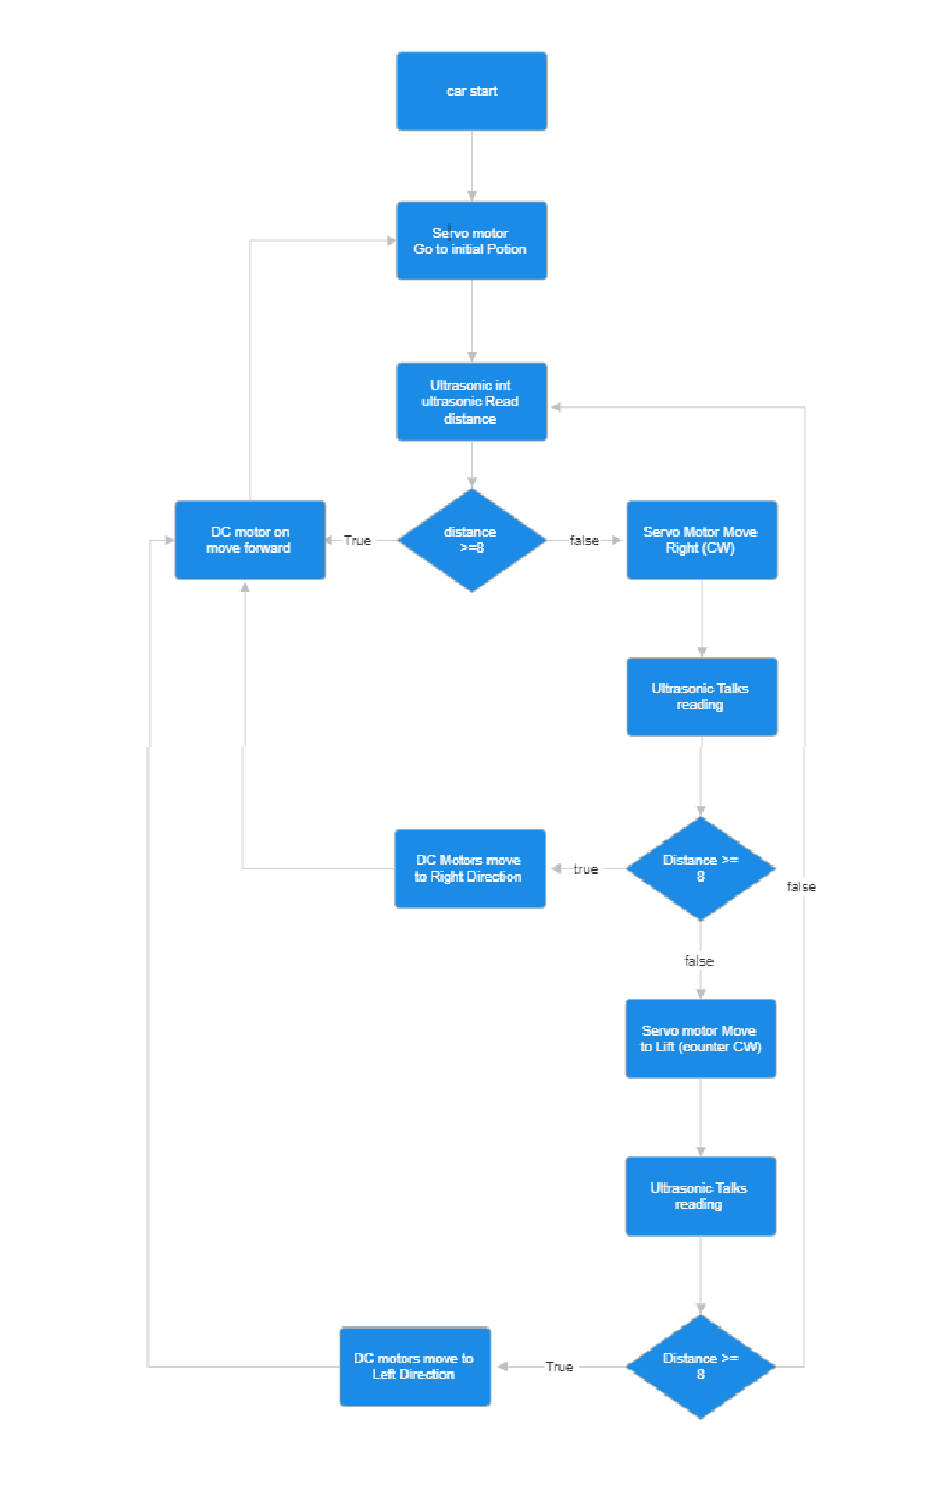 car start
Servo motor
Go to initial Potion
Ultrasonic int
ultrasonic Read
distance
DC motor on
move forward
True
distance
>=8
false
Servo Motor Move
Right (CW)
Ultrasonic Talks
reading
DC Motors move
to Right Direction
true
Distance >=
8
false
false
Servo motor Move
to Lift (counter CW)
Ultrasonic Talks
reading
DC motors move to
Left Direction
True
Distance >=
8